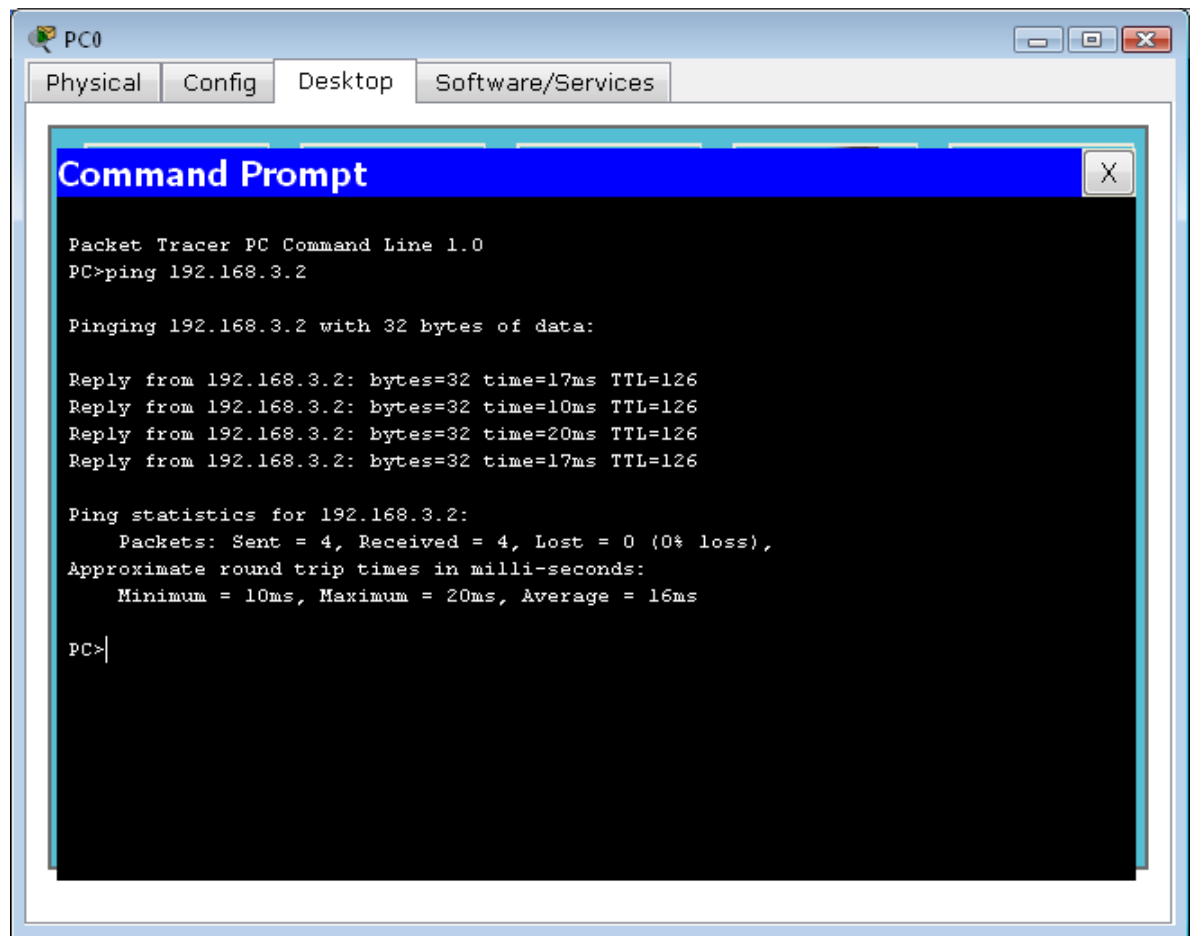 PC0
Physical Config Desktop Software/Services
Command Prompt X
Packet Tracer PC Command Line 1.0
PC>ping 192.168.3.2
Pinging 192.168.3.2 with 32 bytes of data:
Reply from 192.168.3.2: bytes=32 time=17ms TTL=126
Reply from 192.168.3.2: bytes=32 time=10ms TTL=126
Reply from 192.168.3.2: bytes=32 time=20ms TTL=126
Reply from 192.168.3.2: bytes=32 time=17ms TTL=126
Ping statistics for 192.168.3.2:
Packets: Sent = 4, Received = 4, Lost = 0 (0% loss),
Approximate round trip times in milli-seconds:
Minimum = 10ms, Maximum = 20ms, Average = 16ms
PC>